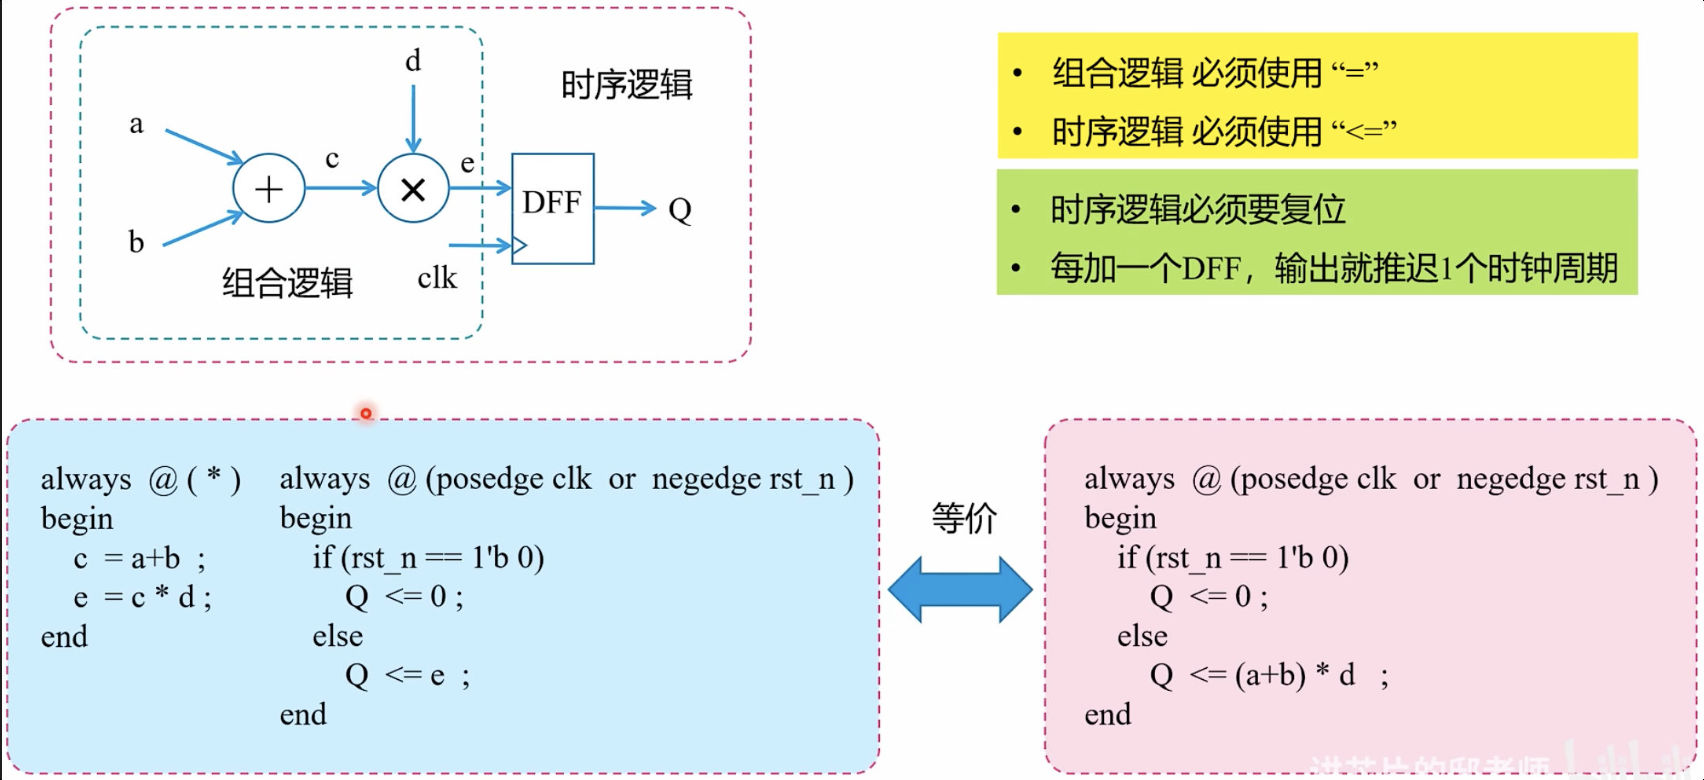 d
时序逻辑
a
c
e
+
×
DFF
Q
b
组合逻辑
clk
• 组合逻辑 必须使用 “=”
• 时序逻辑 必须使用 “<=”
• 时序逻辑必须要复位
• 每加一个DFF，输出就推迟1个时钟周期
always @ ( * )
begin
c = a+b ;
e = c * d ;
end
always @ (posedge clk or negedge rst_n )
begin
if (rst_n == 1'b 0)
Q <= 0 ;
else
Q <= e ;
end
等价
always @ (posedge clk or negedge rst_n )
begin
if (rst_n == 1'b 0)
Q <= 0 ;
else
Q <= (a+b) * d ;
end